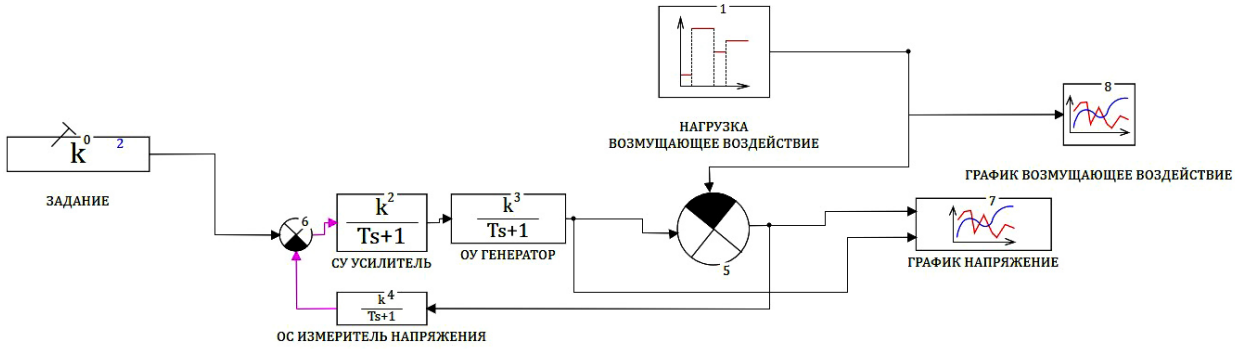 1
НАГРУЗКА
ВОЗМУЩАЮЩЕЕ ВОЗДЕЙСТВИЕ
8
ГРАФИК ВОЗМУЩАЮЩЕЕ ВОЗДЕЙСТВИЕ
0
k
2
ЗАДАНИЕ
6
k 2
Ts+1
СУ УСИЛИТЕЛЬ
k 3
Ts+1
ОУ ГЕНЕРАТОР
5
7
ГРАФИК НАПРЯЖЕНИЕ
k 4
Ts+1
ОС ИЗМЕРИТЕЛЬ НАПРЯЖЕНИЯ